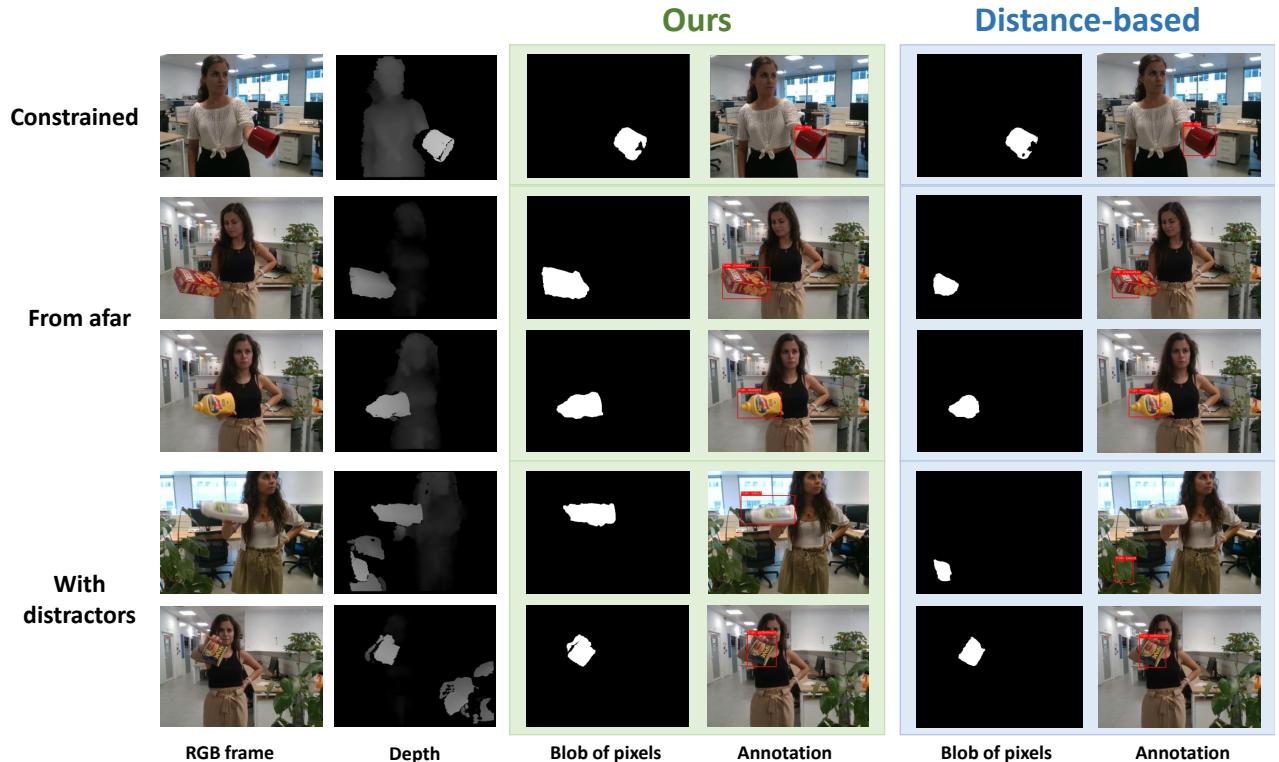 Ours
Distance-based
Constrained
From afar
With
distractors
RGB frame
Depth
Blob of pixels
Annotation
Blob of pixels
Annotation